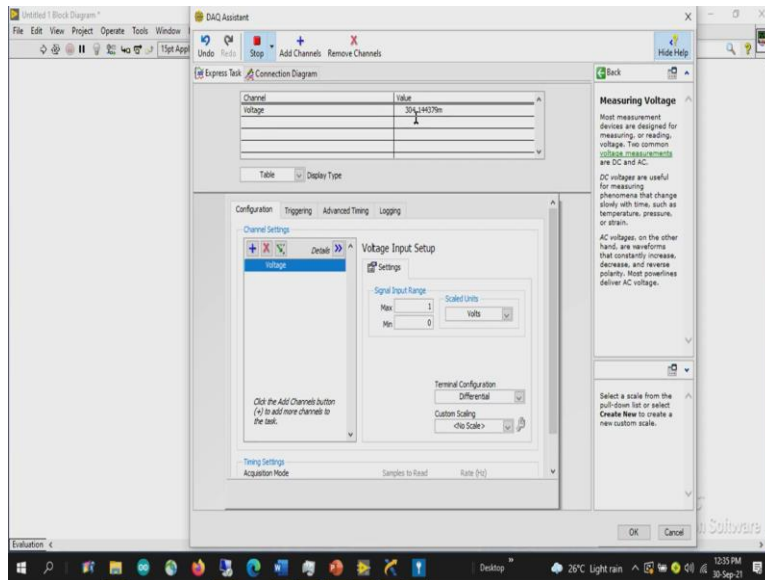 Untitled 1 Block Diagram *
File Edit View Project Operate Tools Window
15pt Appl
DAQ Assistant
Undo Redo Stop Add Channels Remove Channels
Hide Help
Express Task Connection Diagram
Back
Channel Value
Voltage 304.144379m
Table Display Type
Configuration Triggering Advanced Timing Logging
Channel Settings
Details
Voltage
Click the Add Channels button
(+) to add more channels to
the task.
Voltage Input Setup
Settings
Signal Input Range
Max 1
Min 0
Scaled Units
Volts
Terminal Configuration
Differential
Custom Scaling
<No Scale>
Timing Settings
Acquisition Mode Samples to Read Rate (Hz)
Measuring Voltage
Most measurement
devices are designed for
measuring, or reading,
voltage. Two common
voltage measurements
are DC and AC.
DC voltages are useful
for measuring
phenomena that change
slowly with time, such as
temperature, pressure,
or strain.
AC voltages, on the other
hand, are waveforms
that constantly increase,
decrease, and reverse
polarity. Most powerlines
deliver AC voltage.
Select a scale from the
pull-down list or select
Create New to create a
new custom scale.
OK Cancel
Software
Evaluation
Desktop
26°C Light rain
12:35 PM
30-Sep-21